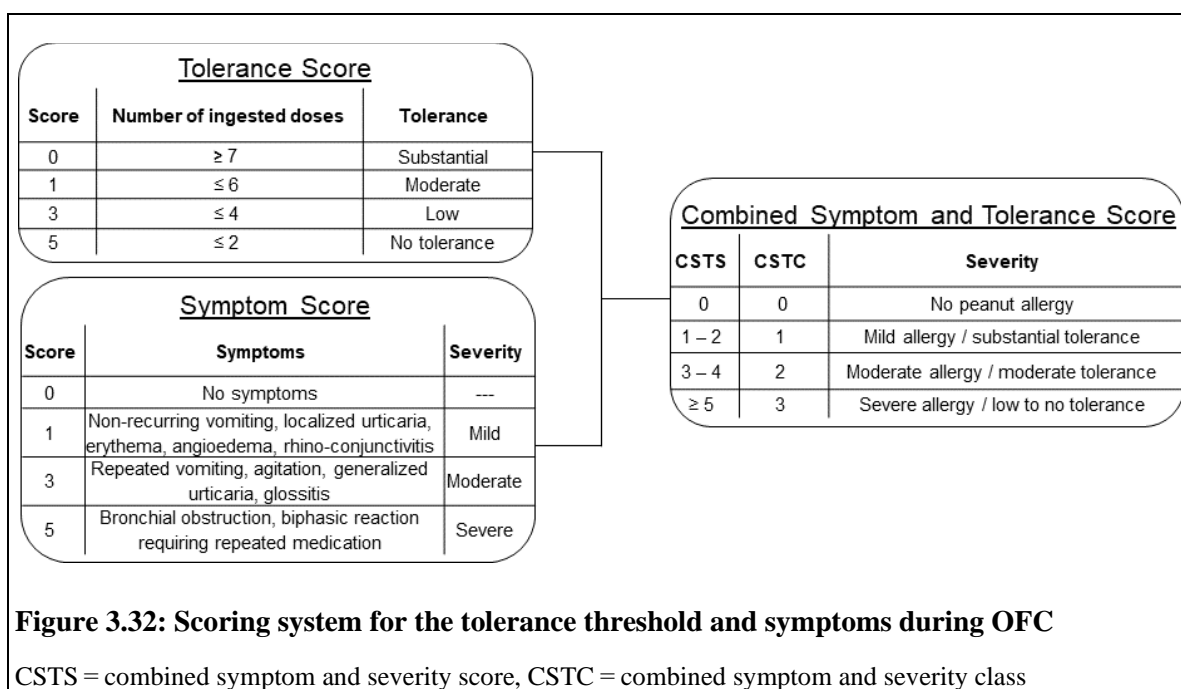 Tolerance Score
Score Number of ingested doses Tolerance
0 ≥ 7 Substantial
1 ≤ 6 Moderate
3 ≤ 4 Low
5 ≤ 2 No tolerance
Symptom Score
Score Symptoms Severity
0 No symptoms ---
1 Non-recurring vomiting, localized urticaria,
erythema, angioedema, rhino-conjunctivitis Mild
3 Repeated vomiting, agitation, generalized
urticaria, glossitis Moderate
5 Bronchial obstruction, biphasic reaction
requiring repeated medication Severe
Combined Symptom and Tolerance Score
CSTS CSTC Severity
0 0 No peanut allergy
1 – 2 1 Mild allergy / substantial tolerance
3 – 4 2 Moderate allergy / moderate tolerance
≥ 5 3 Severe allergy / low to no tolerance
Figure 3.32: Scoring system for the tolerance threshold and symptoms during OFC
CSTS = combined symptom and severity score, CSTC = combined symptom and severity class